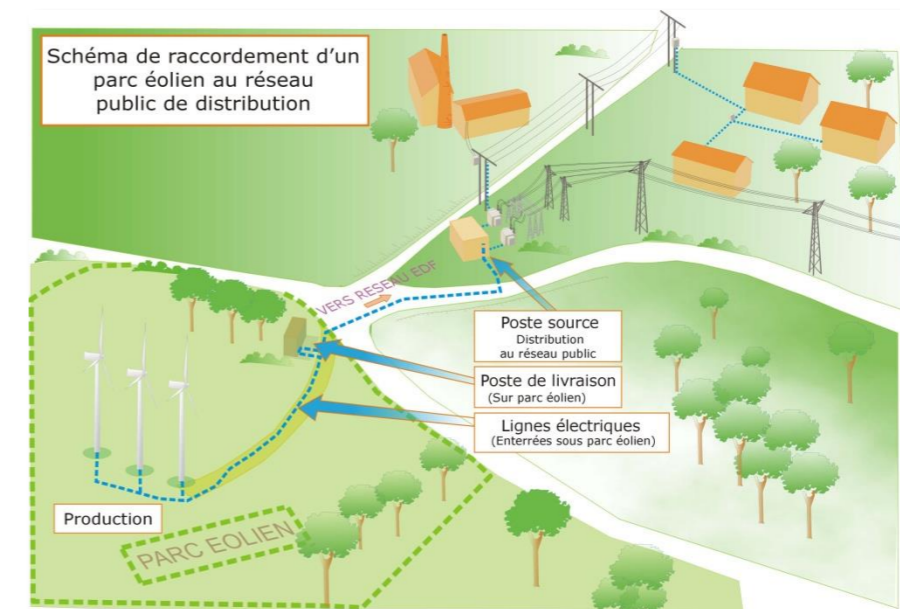 Schéma de raccordement d'un
parc éolien au réseau
public de distribution
VERS RESEAU EDF
Poste source
Distribution
au réseau public
Poste de livraison
(Sur parc éolien)
Lignes électriques
(Enterrées sous parc éolien)
Production
PARC EOLIEN